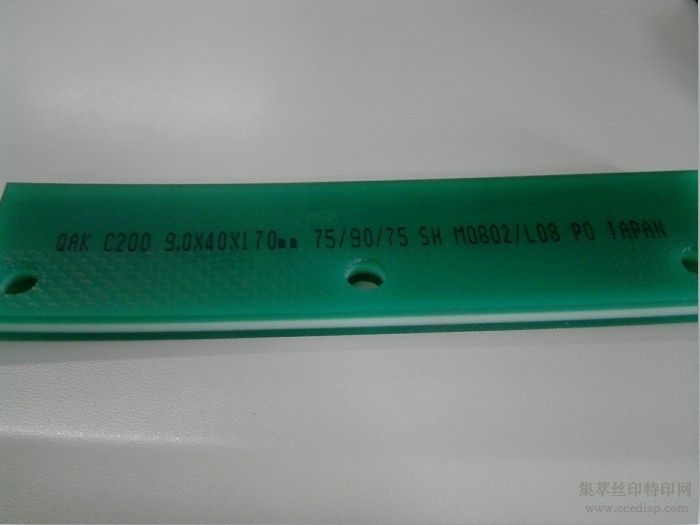 QAK C200 9.0X40X170mm 75/90/75 SH M0802/L08 PO TAPAN
集萃丝印特印网
www.ccedisp.com